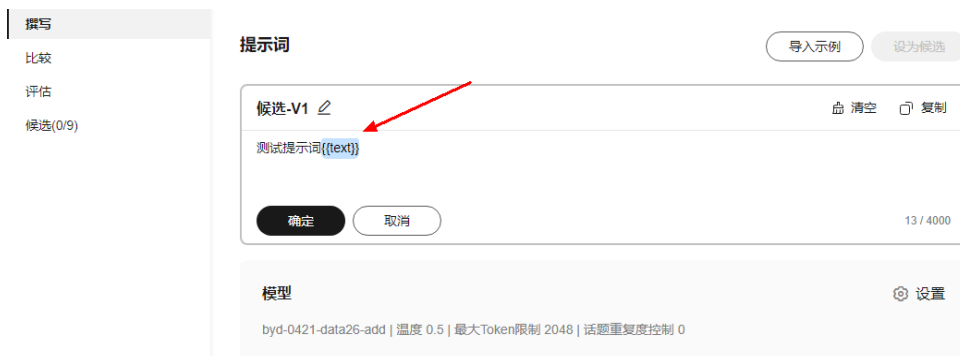 撰写
比较
评估
候选(0/9)
提示词
导入示例
设为候选
候选-V1
清空
复制
测试提示词{{text}}
确定
取消
13 / 4000
模型
设置
byd-0421-data26-add | 温度 0.5 | 最大Token限制 2048 | 话题重复度控制 0